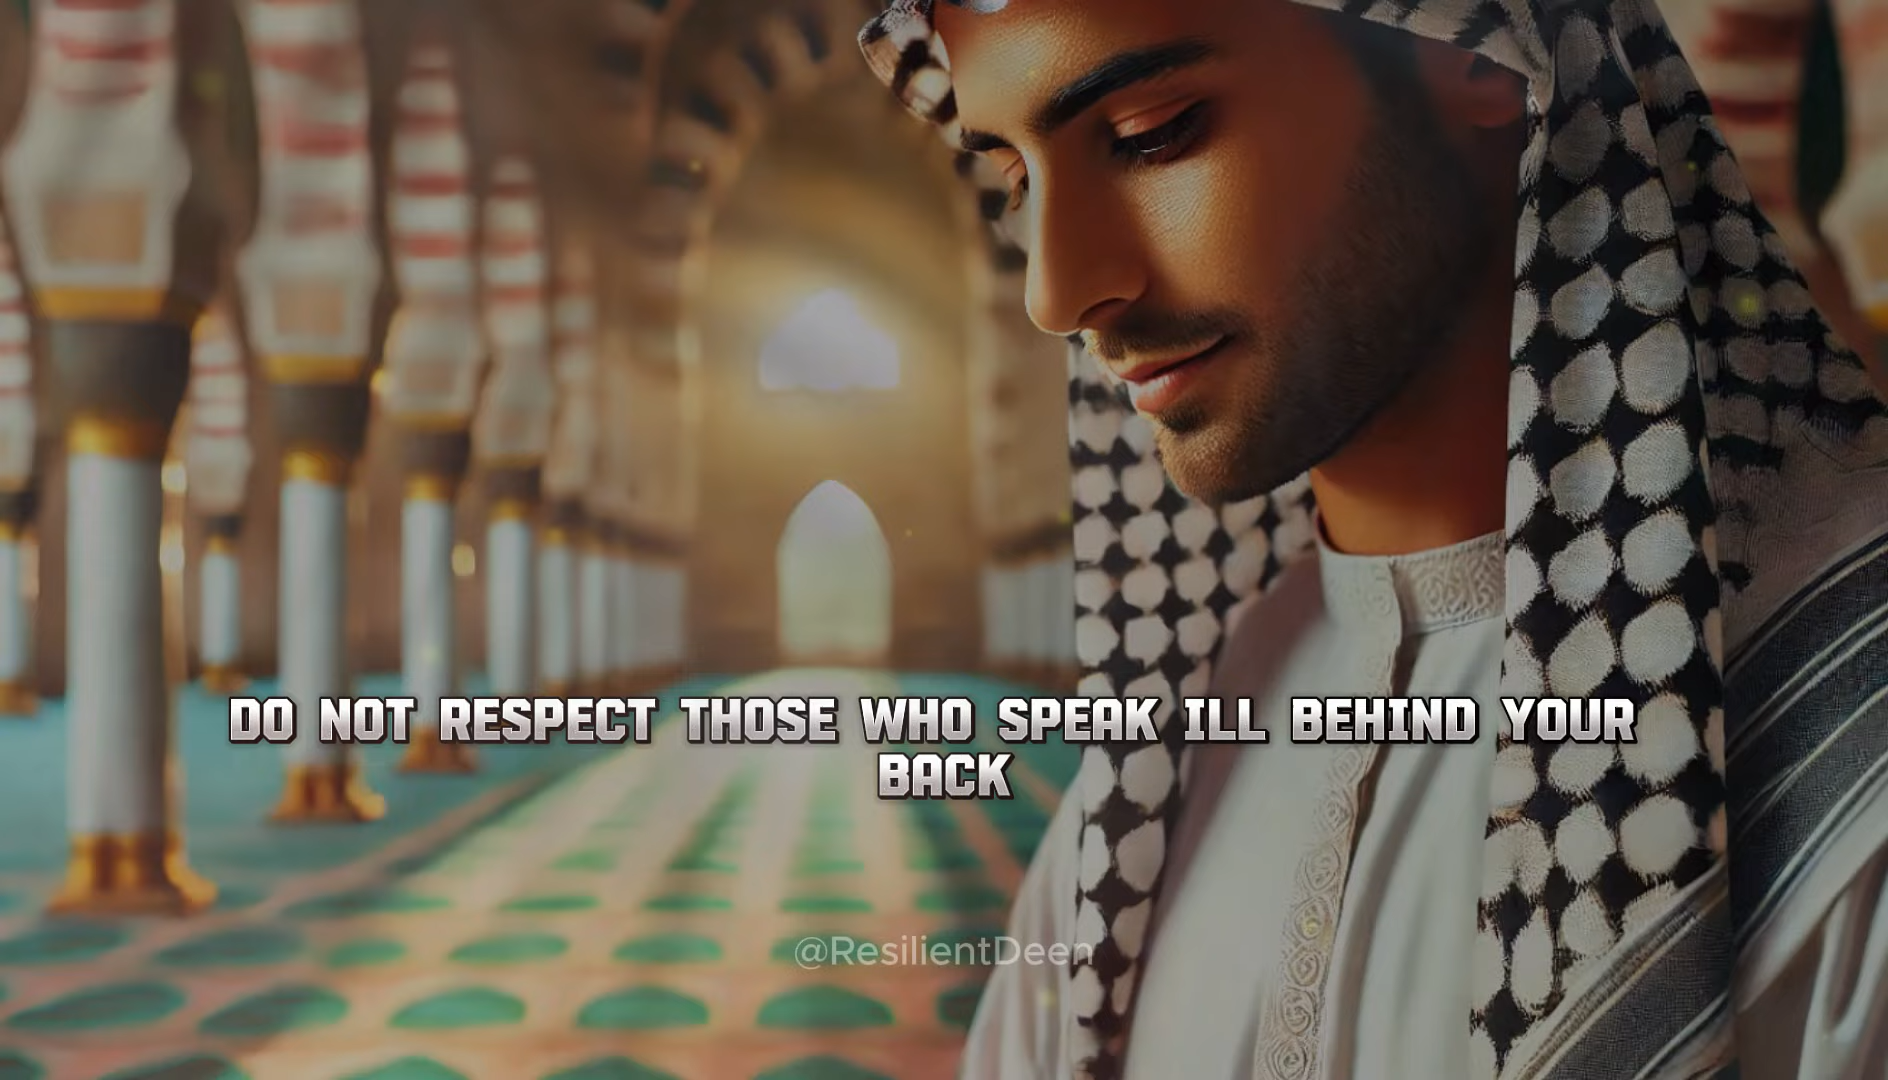 DO NOT RESPECT THOSE WHO SPEAK ILL BEHIND YOUR
BACK
@ResilientDeen